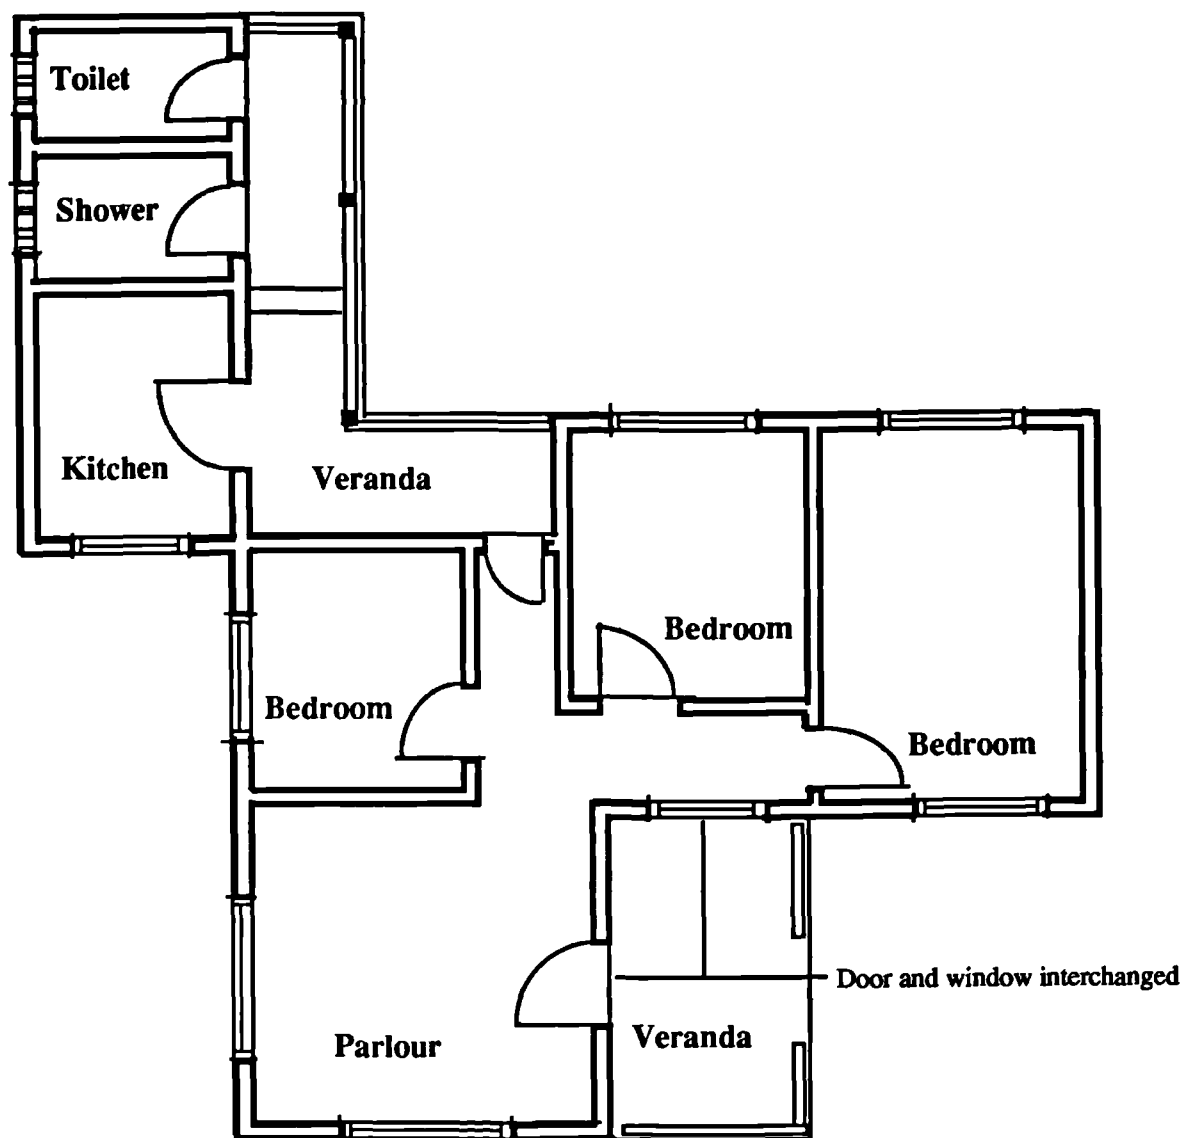 Toilet
Shower
Kitchen
Veranda
Bedroom
Bedroom
Bedroom
Door and window interchanged
Parlour
Veranda